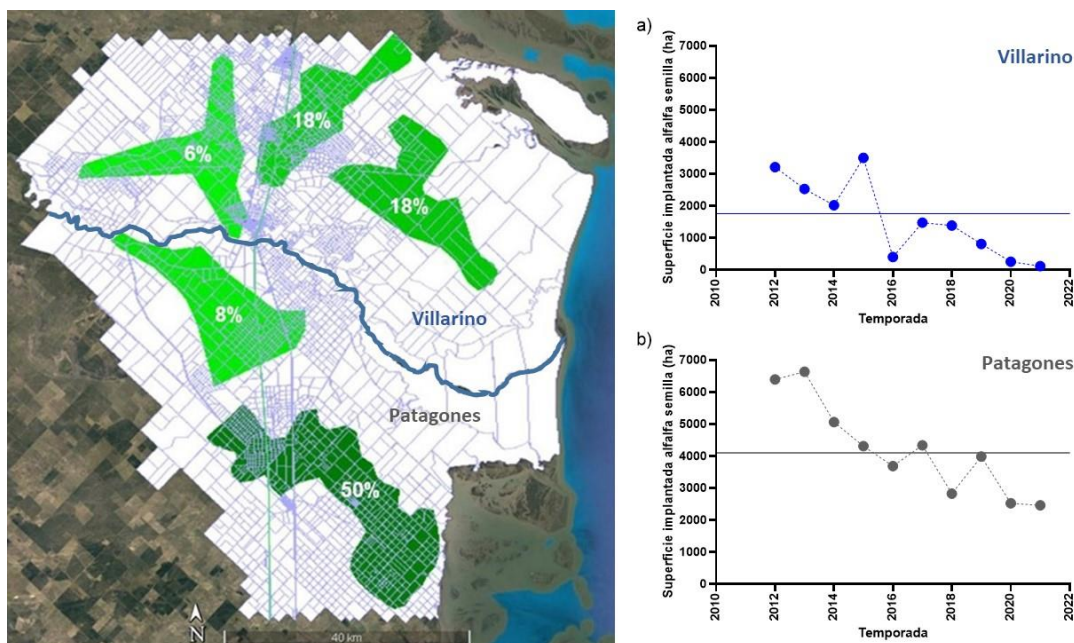 18%
6%
18%
8%
Villarino
Patagones
50%
N
40 km
a)
Villarino
Superficie implantada alfalfa semilla (ha)
7000
6000
5000
4000
3000
2000
1000
0
2010
2012
2014
2016
2018
2020
2022
Temporada
b)
Patagones
Superficie implantada alfalfa semilla (ha)
7000
6000
5000
4000
3000
2000
1000
0
2010
2012
2014
2016
2018
2020
2022
Temporada